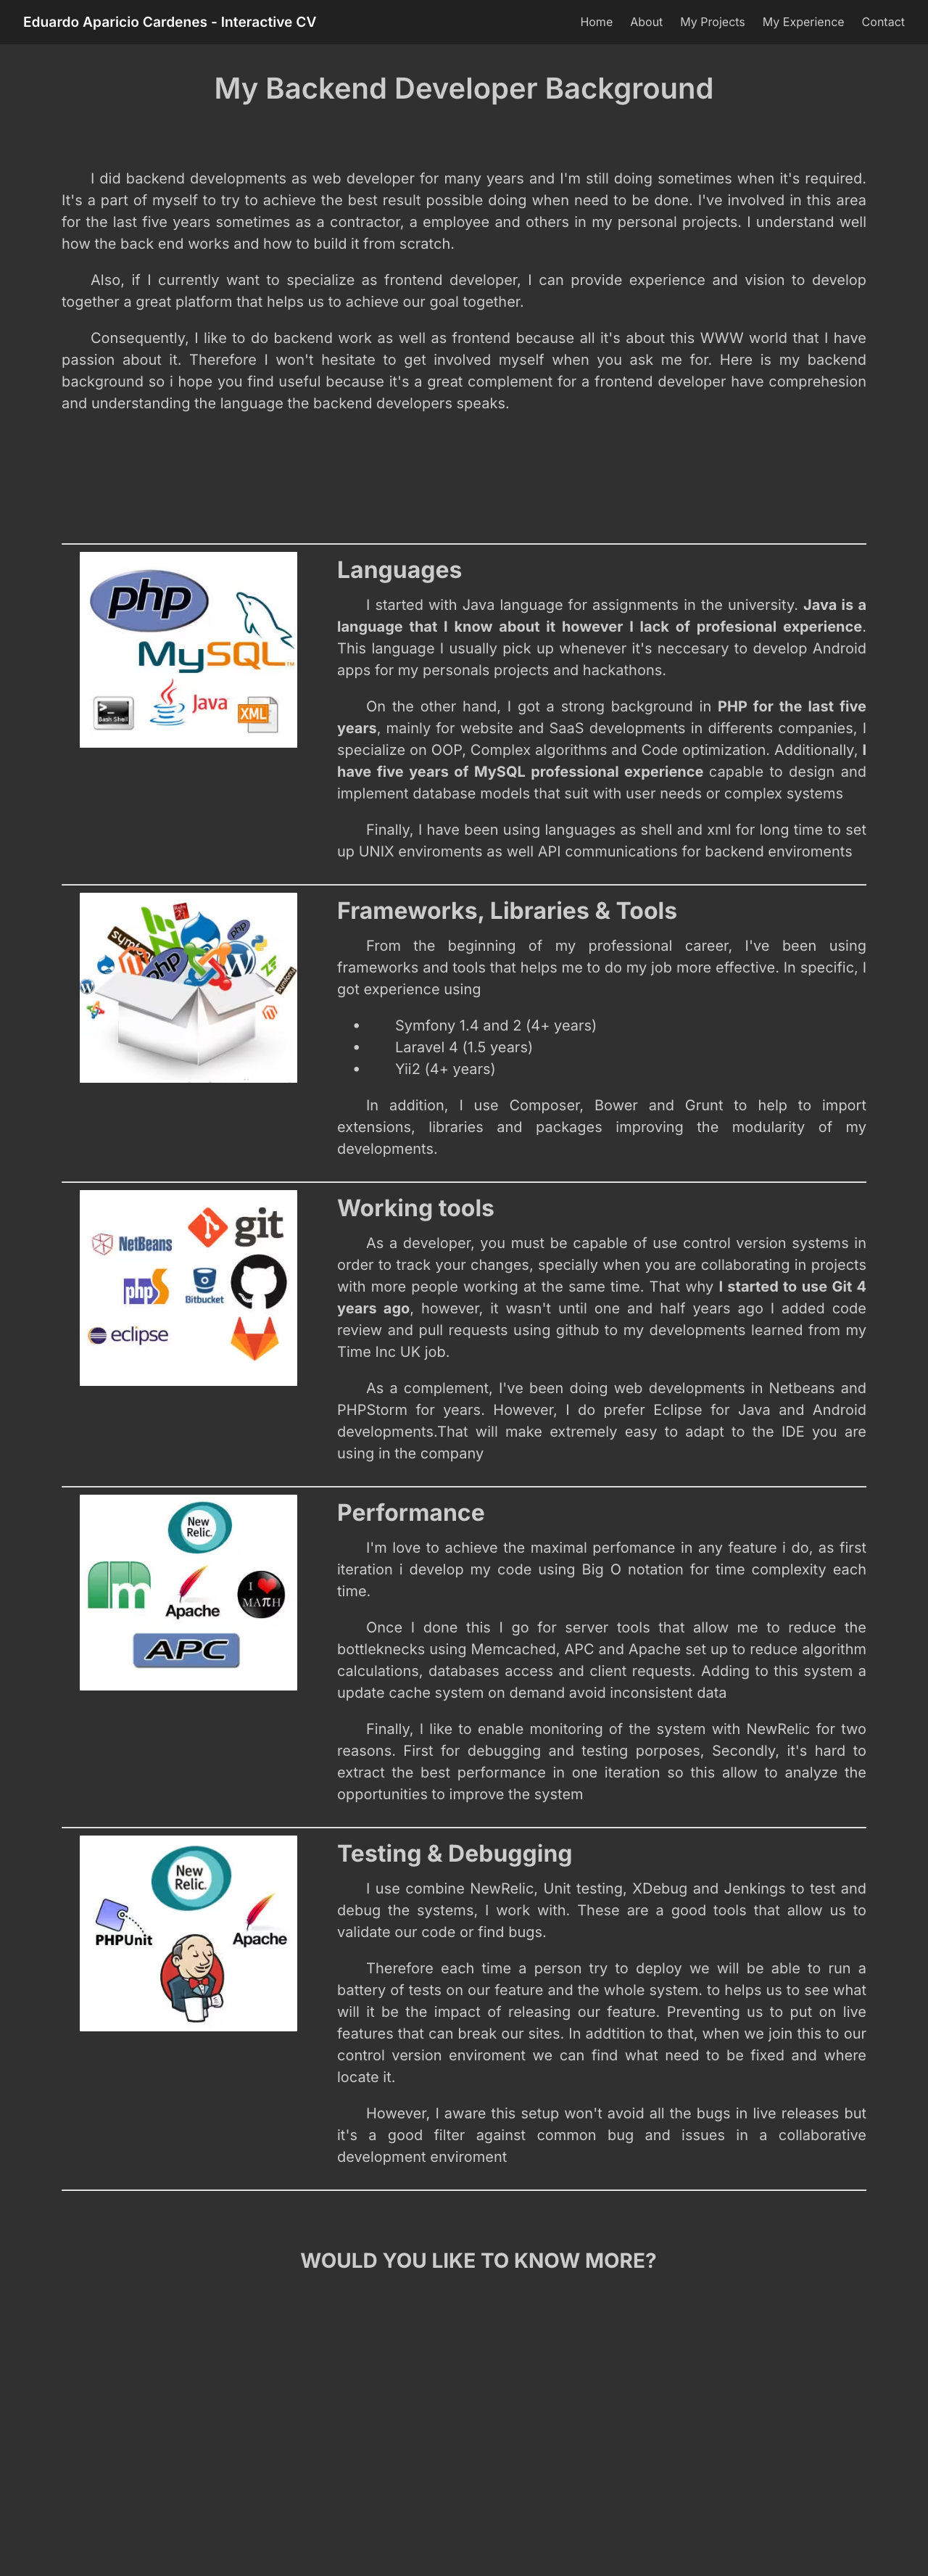 Eduardo Aparicio Cardenes - Interactive CV
Home About My Projects My Experience Contact
My Backend Developer Background
I did backend developments as web developer for many years and I'm still doing sometimes when it's required.
It's a part of myself to try to achieve the best result possible doing when need to be done. I've involved in this area
for the last five years sometimes as a contractor, a employee and others in my personal projects. I understand well
how the back end works and how to build it from scratch.
Also, if I currently want to specialize as frontend developer, I can provide experience and vision to develop
together a great platform that helps us to achieve our goal together.
Consequently, I like to do backend work as well as frontend because all it's about this WWW world that I have
passion about it. Therefore I won't hesitate to get involved myself when you ask me for. Here is my backend
background so i hope you find useful because it's a great complement for a frontend developer have comprehesion
and understanding the language the backend developers speaks.
php
MySQL™
>_
Bash Shell
Java
XML
Languages
I started with Java language for assignments in the university. Java is a
language that I know about it however I lack of profesional experience.
This language I usually pick up whenever it's neccesary to develop Android
apps for my personals projects and hackathons.
On the other hand, I got a strong background in PHP for the last five
years, mainly for website and SaaS developments in differents companies, I
specialize on OOP, Complex algorithms and Code optimization. Additionally, I
have five years of MySQL professional experience capable to design and
implement database models that suit with user needs or complex systems
Finally, I have been using languages as shell and xml for long time to set
up UNIX enviroments as well API communications for backend enviroments
php
php
Frameworks, Libraries & Tools
From the beginning of my professional career, I've been using
frameworks and tools that helps me to do my job more effective. In specific, I
got experience using
• Symfony 1.4 and 2 (4+ years)
• Laravel 4 (1.5 years)
• Yii2 (4+ years)
In addition, I use Composer, Bower and Grunt to help to import
extensions, libraries and packages improving the modularity of my
developments.
git
NetBeans
phpS
Bitbucket
eclipse
Working tools
As a developer, you must be capable of use control version systems in
order to track your changes, specially when you are collaborating in projects
with more people working at the same time. That why I started to use Git 4
years ago, however, it wasn't until one and half years ago I added code
review and pull requests using github to my developments learned from my
Time Inc UK job.
As a complement, I've been doing web developments in Netbeans and
PHPStorm for years. However, I do prefer Eclipse for Java and Android
developments.That will make extremely easy to adapt to the IDE you are
using in the company
New
Relic.
m
Apache
I ❤
MAπH
APC
Performance
I'm love to achieve the maximal perfomance in any feature i do, as first
iteration i develop my code using Big O notation for time complexity each
time.
Once I done this I go for server tools that allow me to reduce the
bottleknecks using Memcached, APC and Apache set up to reduce algorithm
calculations, databases access and client requests. Adding to this system a
update cache system on demand avoid inconsistent data
Finally, I like to enable monitoring of the system with NewRelic for two
reasons. First for debugging and testing porposes, Secondly, it's hard to
extract the best performance in one iteration so this allow to analyze the
opportunities to improve the system
New
Relic.
PHPUnit
Apache
Testing & Debugging
I use combine NewRelic, Unit testing, XDebug and Jenkings to test and
debug the systems, I work with. These are a good tools that allow us to
validate our code or find bugs.
Therefore each time a person try to deploy we will be able to run a
battery of tests on our feature and the whole system. to helps us to see what
will it be the impact of releasing our feature. Preventing us to put on live
features that can break our sites. In addtition to that, when we join this to our
control version enviroment we can find what need to be fixed and where
locate it.
However, I aware this setup won't avoid all the bugs in live releases but
it's a good filter against common bug and issues in a collaborative
development enviroment
WOULD YOU LIKE TO KNOW MORE?